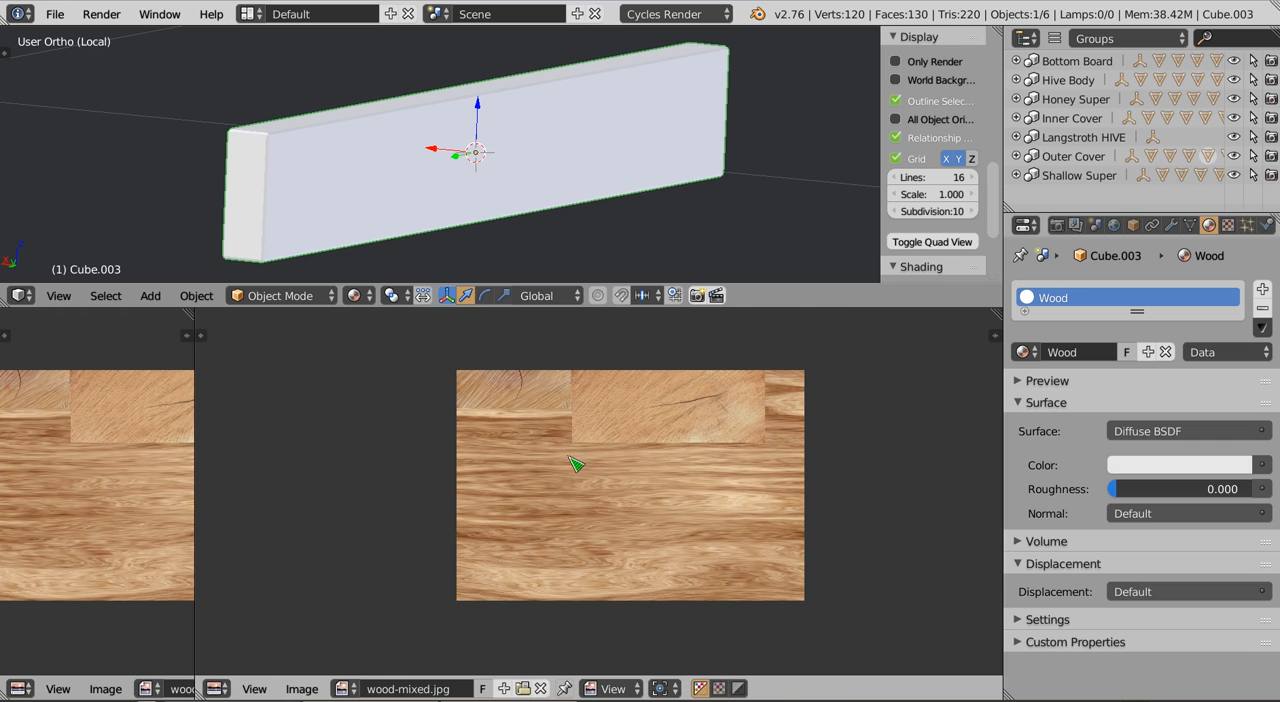 File Render Window Help Default Scene Cycles Render v2.76 | Verts:120 | Faces:130 | Tris:220 | Objects:1/6 | Lamps:0/0 | Mem:38.42M | Cube.003
User Ortho (Local)
(1) Cube.003
Display
Only Render
World Backgr...
Outline Selec...
All Object Ori...
Relationship ...
Grid X Y Z
Lines: 16
Scale: 1.000
Subdivision:10
Toggle Quad View
Shading
View Select Add Object Object Mode Global
Groups
Bottom Board
Hive Body
Honey Super
Inner Cover
Langstroth HIVE
Outer Cover
Shallow Super
Cube.003 Wood
Wood
Wood F Data
Preview
Surface
Surface: Diffuse BSDF
Color:
Roughness: 0.000
Normal: Default
Volume
Displacement
Displacement: Default
Settings
Custom Properties
View Image wood View Image wood-mixed.jpg F View